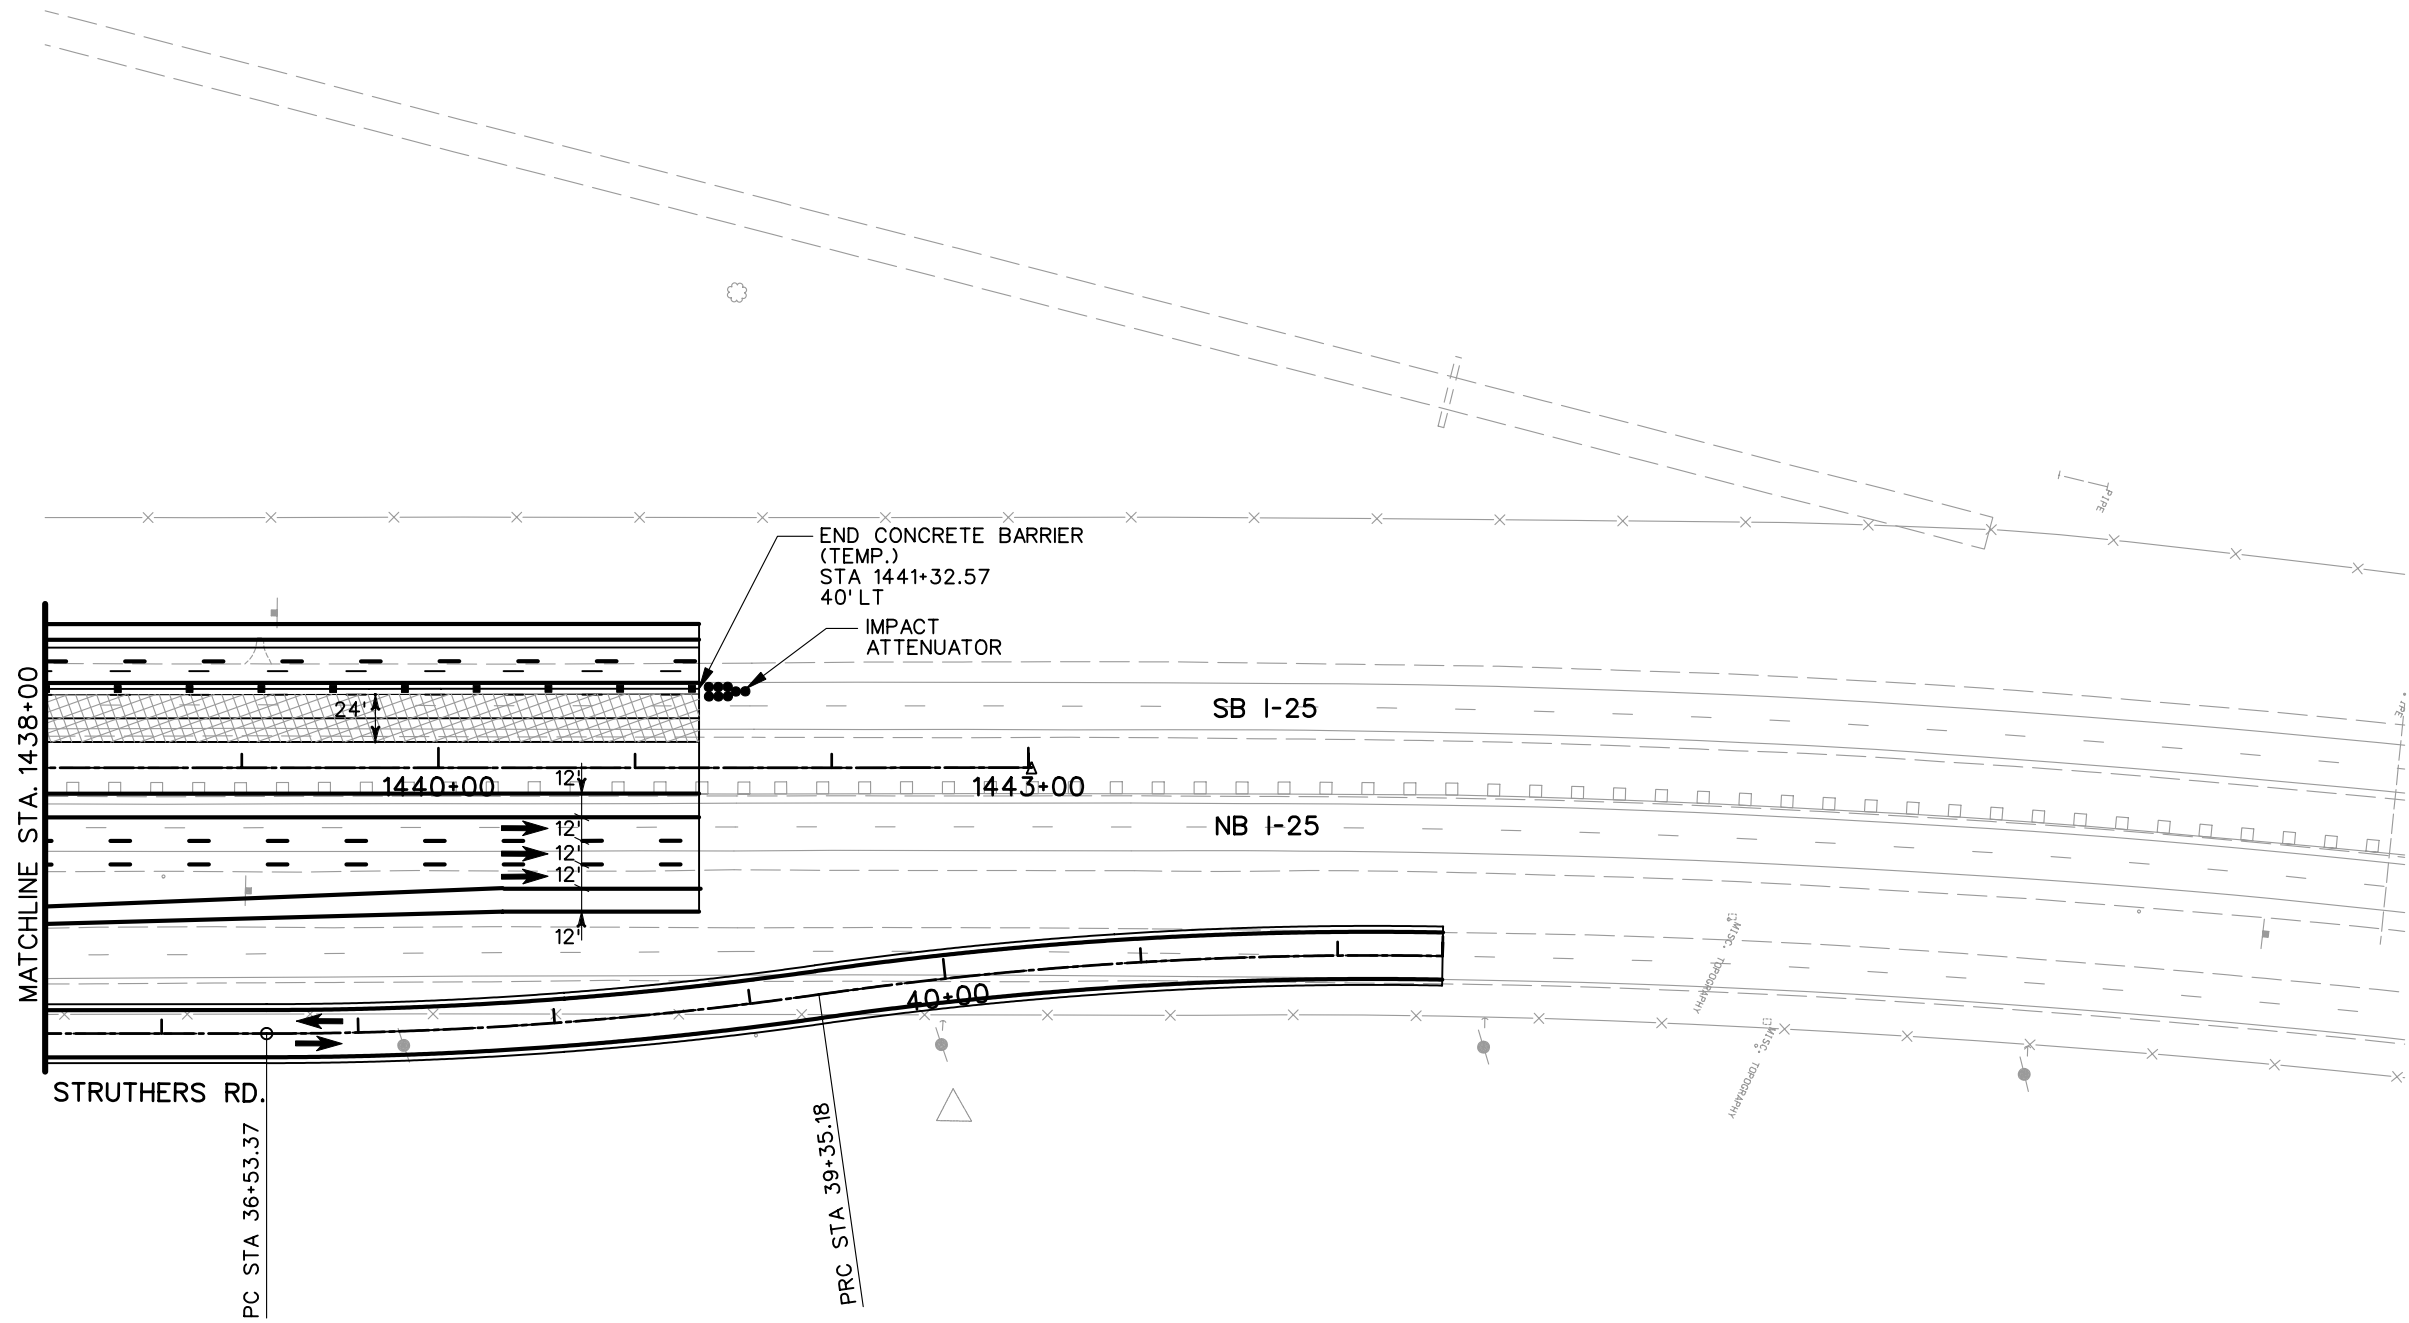 PIPE
END CONCRETE BARRIER
(TEMP.)
STA 1441+32.57
40' LT
IMPACT
ATTENUATOR
MATCHLINE STA. 1438+00
24'
SB I-25
12'
1440+00
1443+00
12'
12'
12'
12'
NB I-25
MISC. TOPOGRAPHY
40+00
MISC. TOPOGRAPHY
STRUTHERS RD.
PC STA 36+53.37
PRC STA 39+35.18